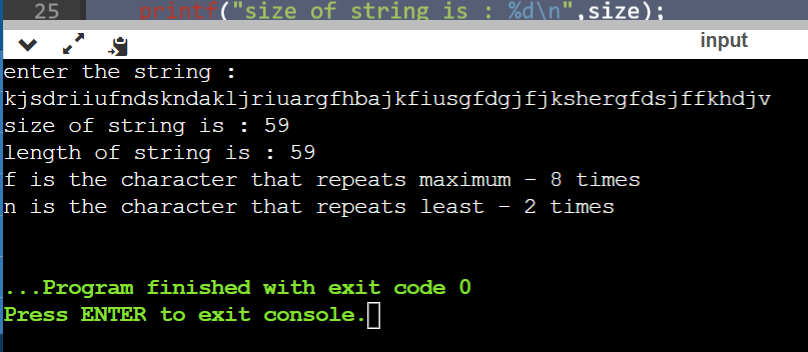 25 printf("size of string is : %d\n",size);
input
enter the string :
kjsdriiufndskndakljriuargfhbajkfiusgfdgjfjkshergfdsjffkhdjv
size of string is : 59
length of string is : 59
f is the character that repeats maximum - 8 times
n is the character that repeats least - 2 times
...Program finished with exit code 0
Press ENTER to exit console.